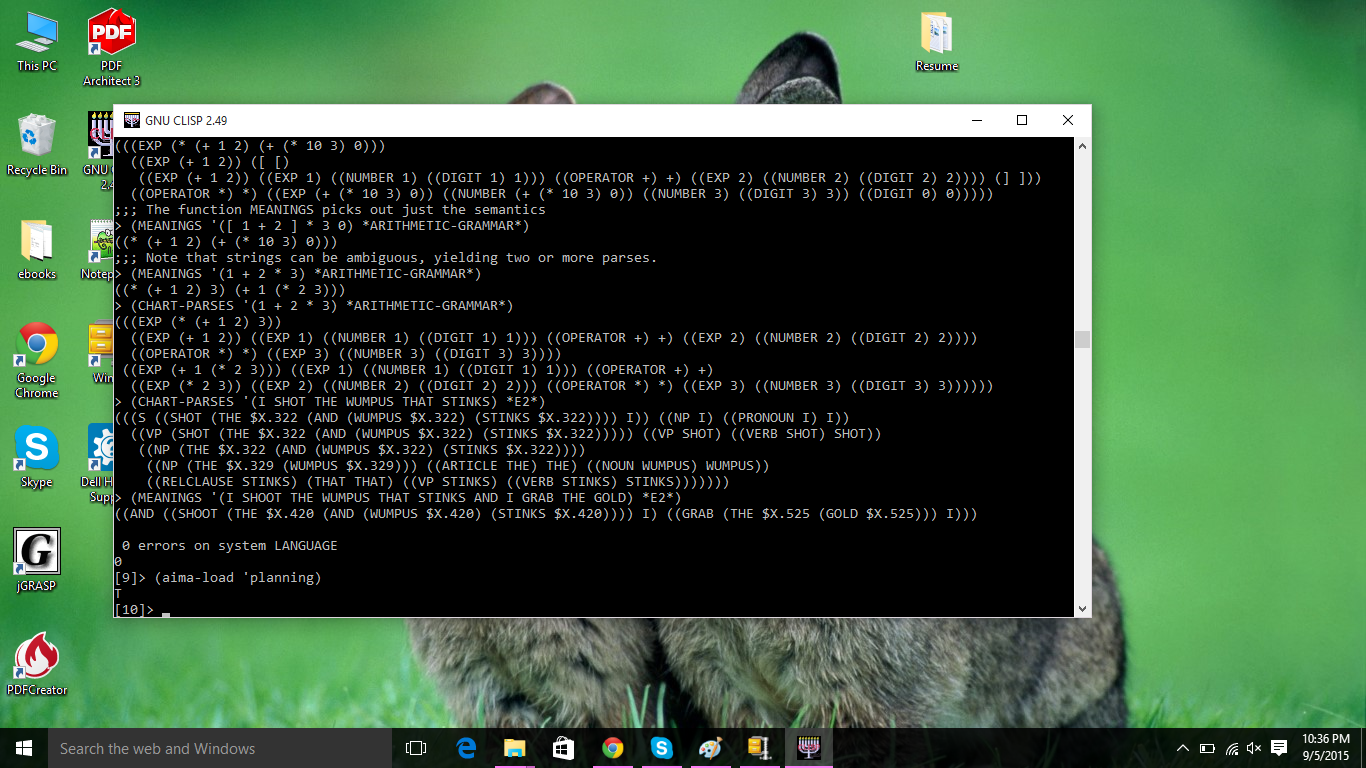 This PC
PDF
Architect 3
Resume
Recycle Bin
ebooks
Google
Chrome
Skype
jGRASP
G
PDFCreator
PDF
GNU C
2.4
Notep
Win
Dell H
Supp
GNU CLISP 2.49
(((EXP (* (+ 1 2) (+ (* 10 3) 0)))
((EXP (+ 1 2)) ([ [)
((EXP (+ 1 2)) ((EXP 1) ((NUMBER 1) ((DIGIT 1) 1))) ((OPERATOR +) +) ((EXP 2) ((NUMBER 2) ((DIGIT 2) 2)))) (] ]))
((OPERATOR *) *) ((EXP (+ (* 10 3) 0)) ((NUMBER (+ (* 10 3) 0)) ((NUMBER 3) ((DIGIT 3) 3)) ((DIGIT 0) 0)))))
;;; The function MEANINGS picks out just the semantics
> (MEANINGS '([ 1 + 2 ] * 3 0) *ARITHMETIC-GRAMMAR*)
((* (+ 1 2) (+ (* 10 3) 0)))
;;; Note that strings can be ambiguous, yielding two or more parses.
> (MEANINGS '(1 + 2 * 3) *ARITHMETIC-GRAMMAR*)
((* (+ 1 2) 3) (+ 1 (* 2 3)))
> (CHART-PARSES '(1 + 2 * 3) *ARITHMETIC-GRAMMAR*)
(((EXP (* (+ 1 2) 3))
((EXP (+ 1 2)) ((EXP 1) ((NUMBER 1) ((DIGIT 1) 1))) ((OPERATOR +) +) ((EXP 2) ((NUMBER 2) ((DIGIT 2) 2))))
((OPERATOR *) *) ((EXP 3) ((NUMBER 3) ((DIGIT 3) 3))))
((EXP (+ 1 (* 2 3))) ((EXP 1) ((NUMBER 1) ((DIGIT 1) 1))) ((OPERATOR +) +)
((EXP (* 2 3)) ((EXP 2) ((NUMBER 2) ((DIGIT 2) 2))) ((OPERATOR *) *) ((EXP 3) ((NUMBER 3) ((DIGIT 3) 3))))))
> (CHART-PARSES '(I SHOT THE WUMPUS THAT STINKS) *E2*)
(((S ((SHOT (THE $X.322 (AND (WUMPUS $X.322) (STINKS $X.322)))) I)) ((NP I) ((PRONOUN I) I))
((VP (SHOT (THE $X.322 (AND (WUMPUS $X.322) (STINKS $X.322))))) ((VP SHOT) ((VERB SHOT) SHOT))
((NP (THE $X.322 (AND (WUMPUS $X.322) (STINKS $X.322))))
((NP (THE $X.329 (WUMPUS $X.329))) ((ARTICLE THE) THE) ((NOUN WUMPUS) WUMPUS))
((RELCLAUSE STINKS) (THAT THAT) ((VP STINKS) ((VERB STINKS) STINKS)))))))
> (MEANINGS '(I SHOOT THE WUMPUS THAT STINKS AND I GRAB THE GOLD) *E2*)
((AND ((SHOOT (THE $X.420 (AND (WUMPUS $X.420) (STINKS $X.420)))) I) ((GRAB (THE $X.525 (GOLD $X.525))) I)))
0 errors on system LANGUAGE
0
[9]> (aima-load 'planning)
T
[10]>
Search the web and Windows
10:36 PM
9/5/2015